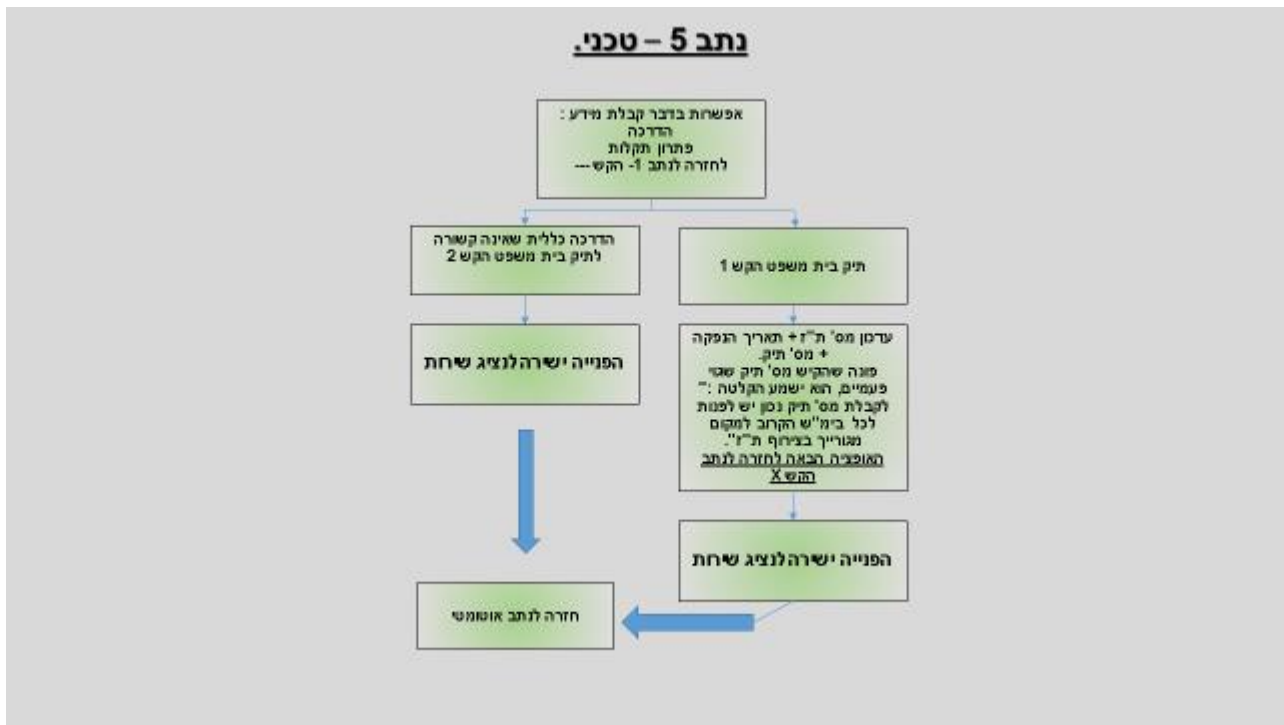 נתב 5 – טכני.
אפשרות בדבר קבלת מידע :
הדרכה
פתרון תקלות
לחזרה לנתב 1- הקש ---
תיק בית משפט הקש 1
עדכון מס' ת"ז + תאריך הנפקה
+ מס' תיק.
פונה שהקיש מס' תיק שגוי
פעמיים, הוא ישמע הקלטה :"
לקבלת מס' תיק נכון יש לפנות
לכל בימ"ש הקרוב למקום
מגורייך בצירוף ת"ז".
האופציה הבאה לחזרה לנתב
הקש X
הפנייה ישירה לנציג שירות
הדרכה כללית שאינה קשורה
לתיק בית משפט הקש 2
הפנייה ישירה לנציג שירות
חזרה לנתב אוטומטי